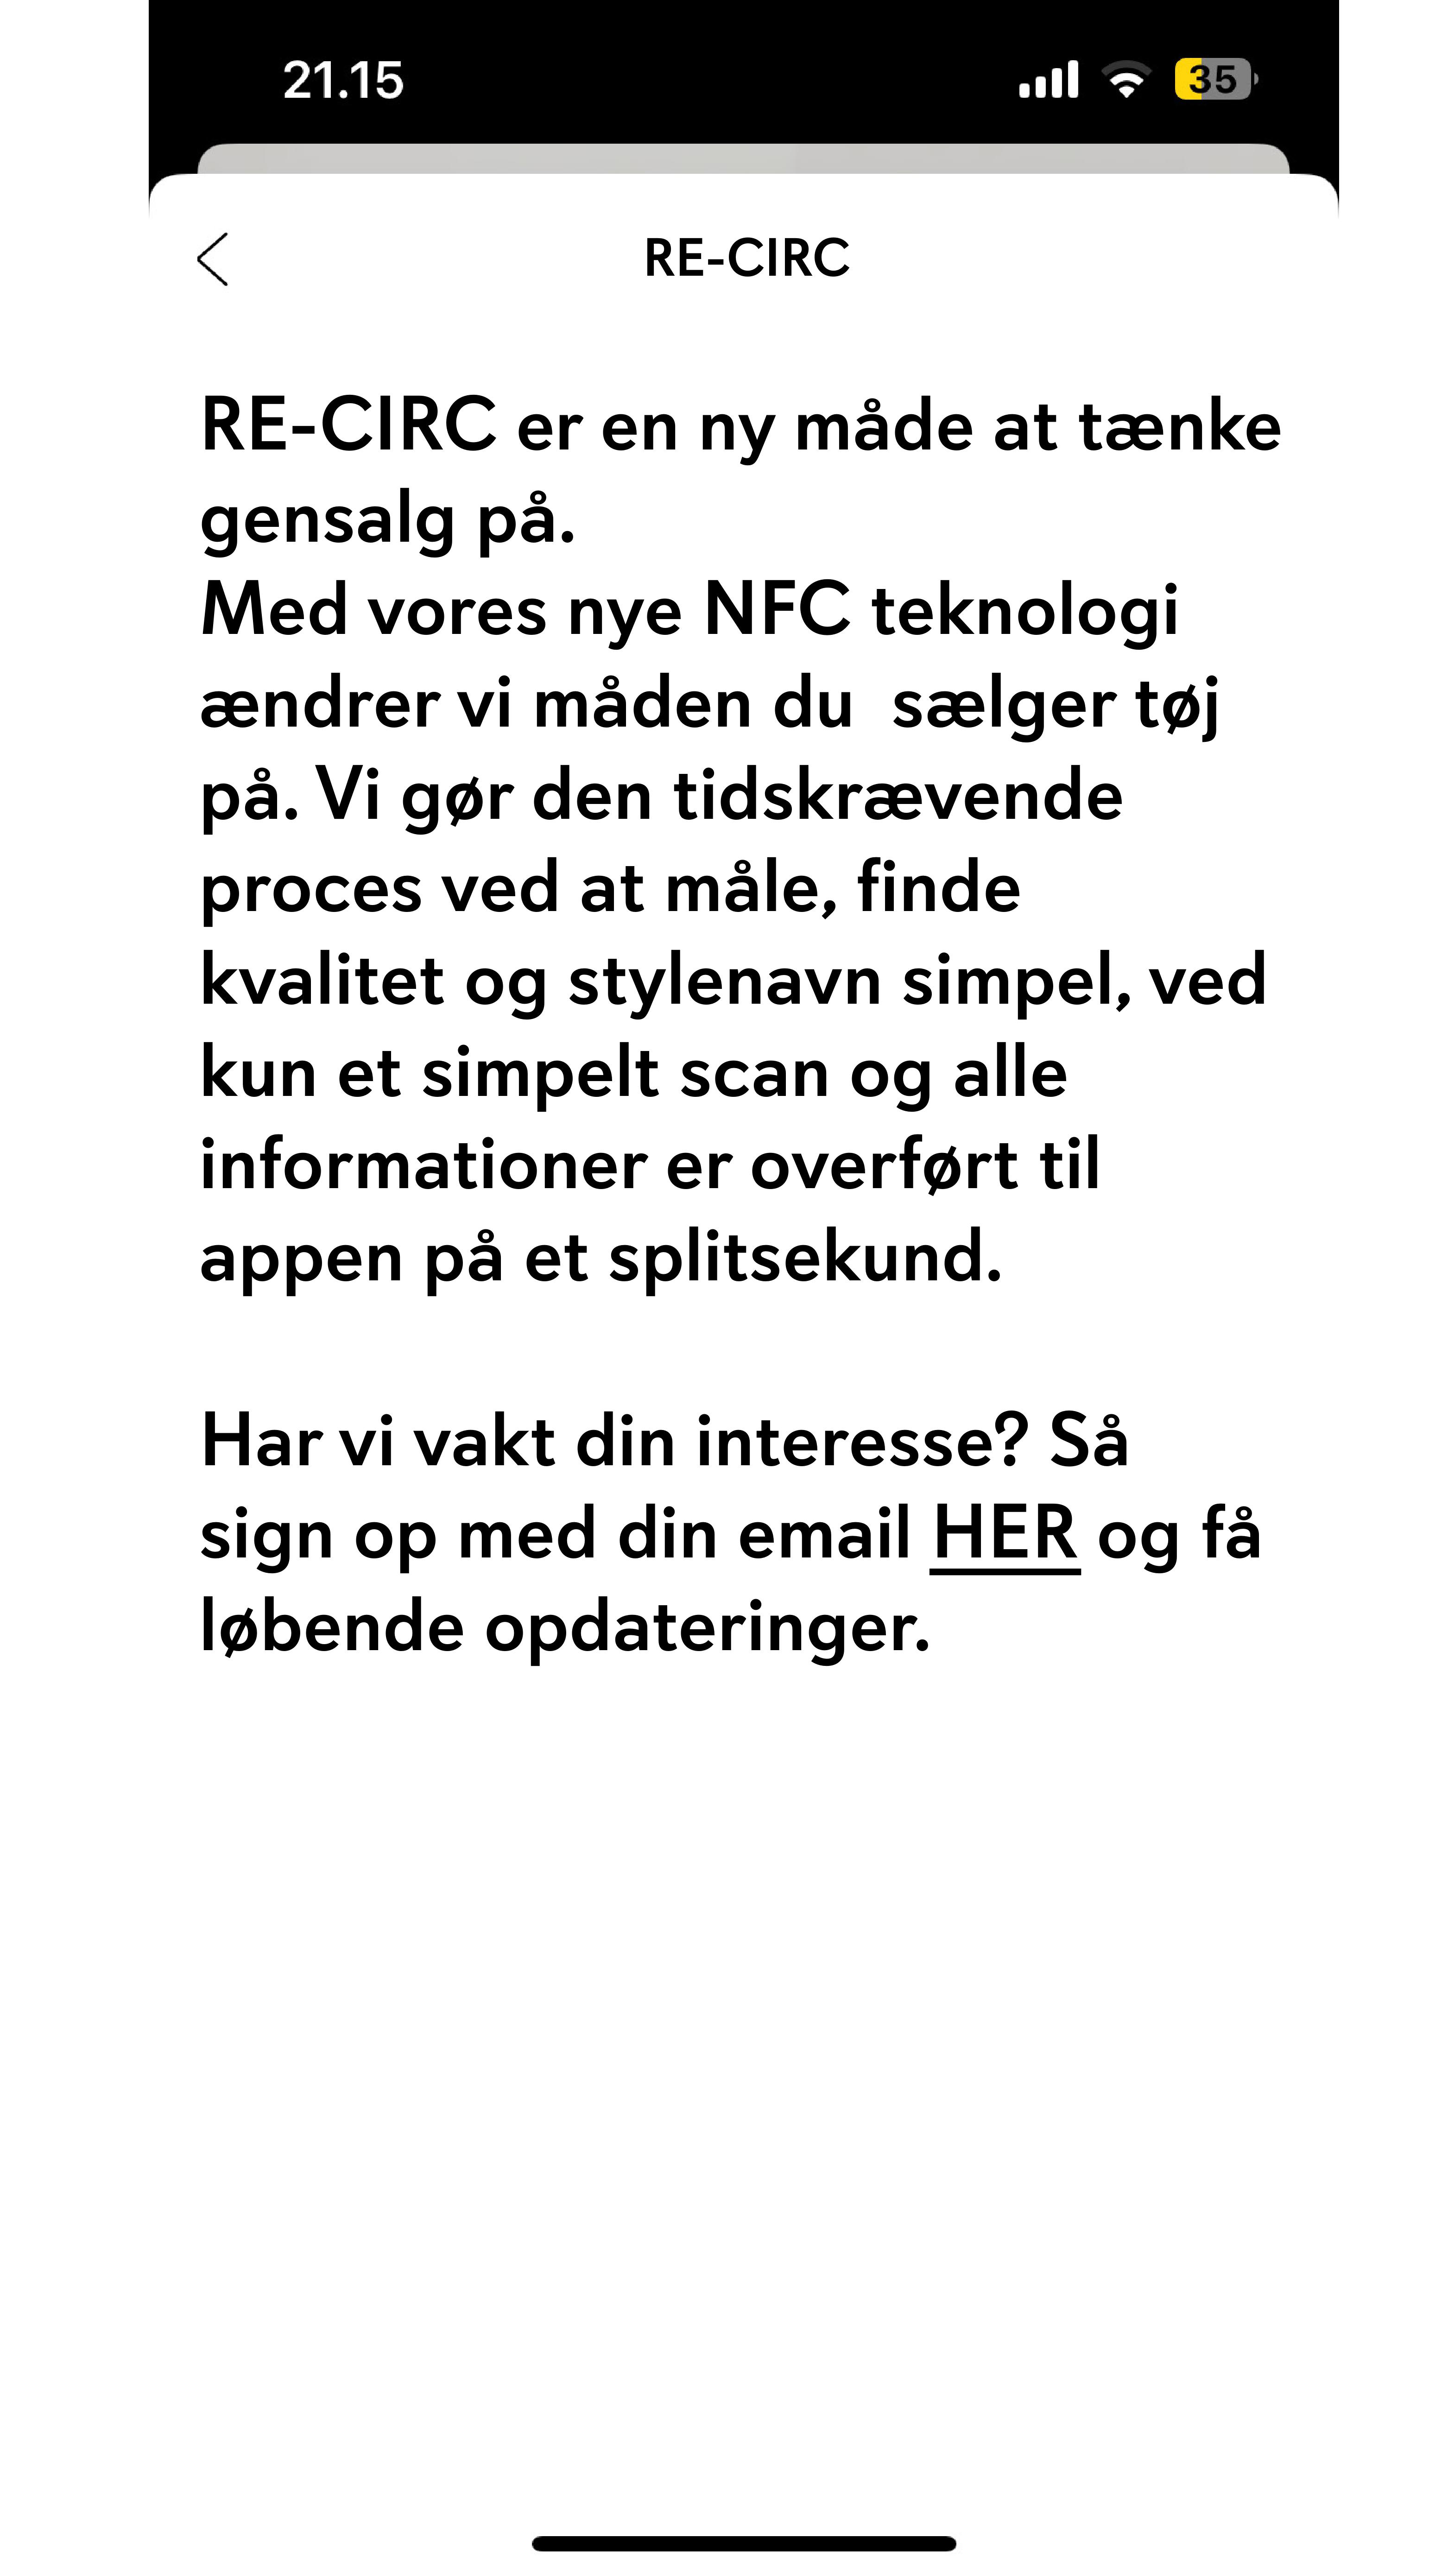 21.15
35
RE-CIRC
RE-CIRC er en ny måde at tænke
gensalg på.
Med vores nye NFC teknologi
ændrer vi måden du  sælger tøj
på. Vi gør den tidskrævende
proces ved at måle, finde
kvalitet og stylenavn simpel, ved
kun et simpelt scan og alle
informationer er overført til
appen på et splitsekund.
Har vi vakt din interesse? Så
sign op med din email HER og få
løbende opdateringer.